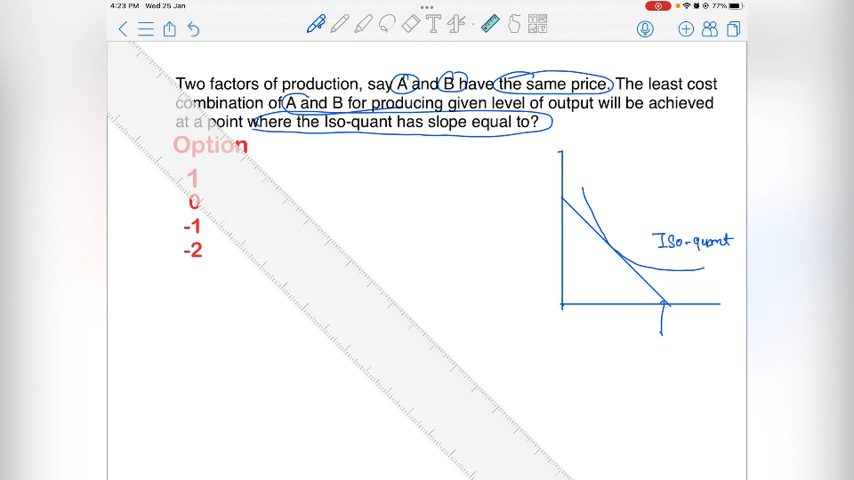 4:23 PM Wed 25 Jan
77%
Two factors of production, say A and B have the same price. The least cost
combination of A and B for producing given level of output will be achieved
at a point where the Iso-quant has slope equal to?
Option
1
0
-1
-2
Iso-quant